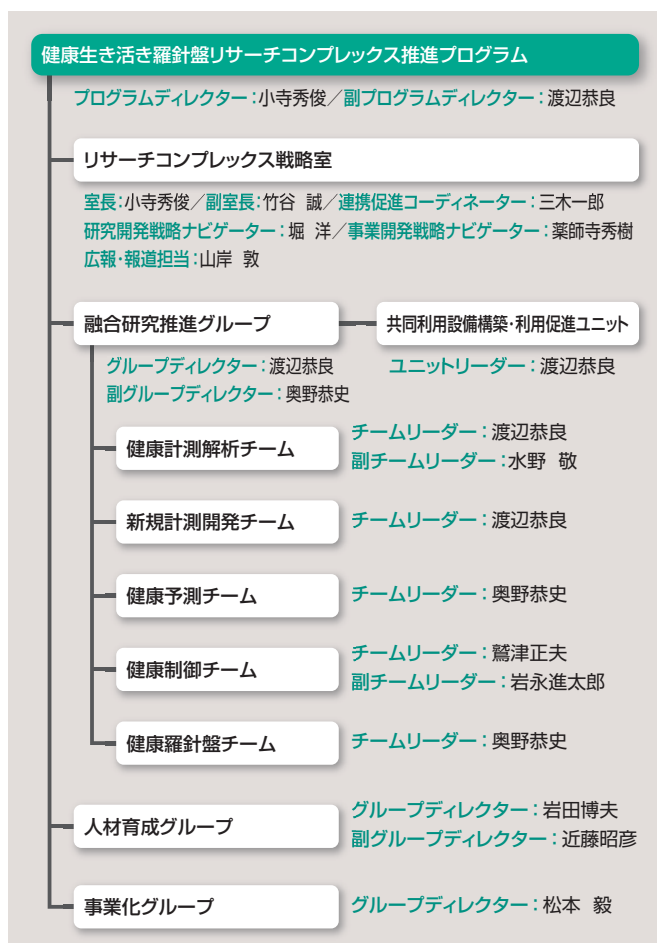 健康生き活き羅針盤リサーチコンプレックス推進プログラム
プログラムディレクター：小寺秀俊／副プログラムディレクター：渡辺恭良
リサーチコンプレックス戦略室
室長：小寺秀俊／副室長：竹谷　誠／連携促進コーディネーター：三木一郎
研究開発戦略ナビゲーター：堀　洋／事業開発戦略ナビゲーター：薬師寺秀樹
広報・報道担当：山岸　敦
融合研究推進グループ
共同利用設備構築・利用促進ユニット
グループディレクター：渡辺恭良
副グループディレクター：奥野恭史
ユニットリーダー：渡辺恭良
健康計測解析チーム
チームリーダー：渡辺恭良
副チームリーダー：水野　敬
新規計測開発チーム
チームリーダー：渡辺恭良
健康予測チーム
チームリーダー：奥野恭史
健康制御チーム
チームリーダー：鷲津正夫
副チームリーダー：岩永進太郎
健康羅針盤チーム
チームリーダー：奥野恭史
人材育成グループ
グループディレクター：岩田博夫
副グループディレクター：近藤昭彦
事業化グループ
グループディレクター：松本　毅